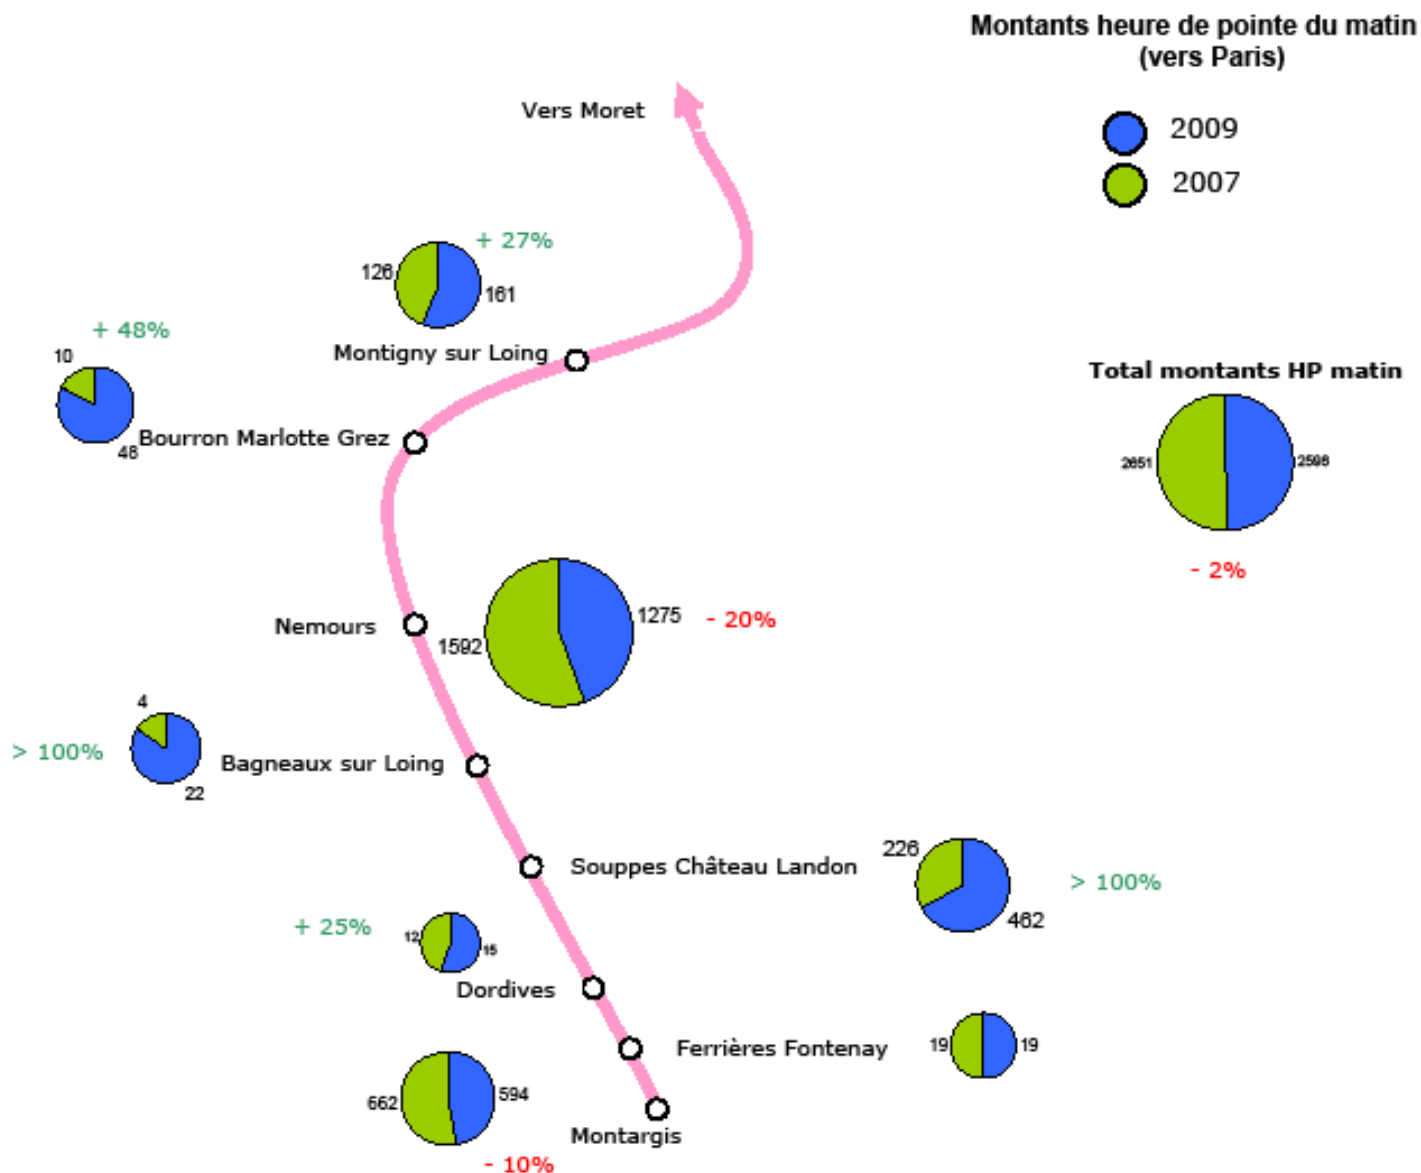 Montants heure de pointe du matin
(vers Paris)
2009
2007
Vers Moret
+ 27%
126
161
Montigny sur Loing
+ 48%
10
48
Bourron Marlotte Grez
Total montants HP matin
2651
2596
- 2%
Nemours
1592
1275
- 20%
4
> 100%
22
Bagneaux sur Loing
Souppes Château Landon
226
462
> 100%
+ 25%
12
15
Dordives
Ferrières Fontenay
19
19
662
594
Montargis
- 10%